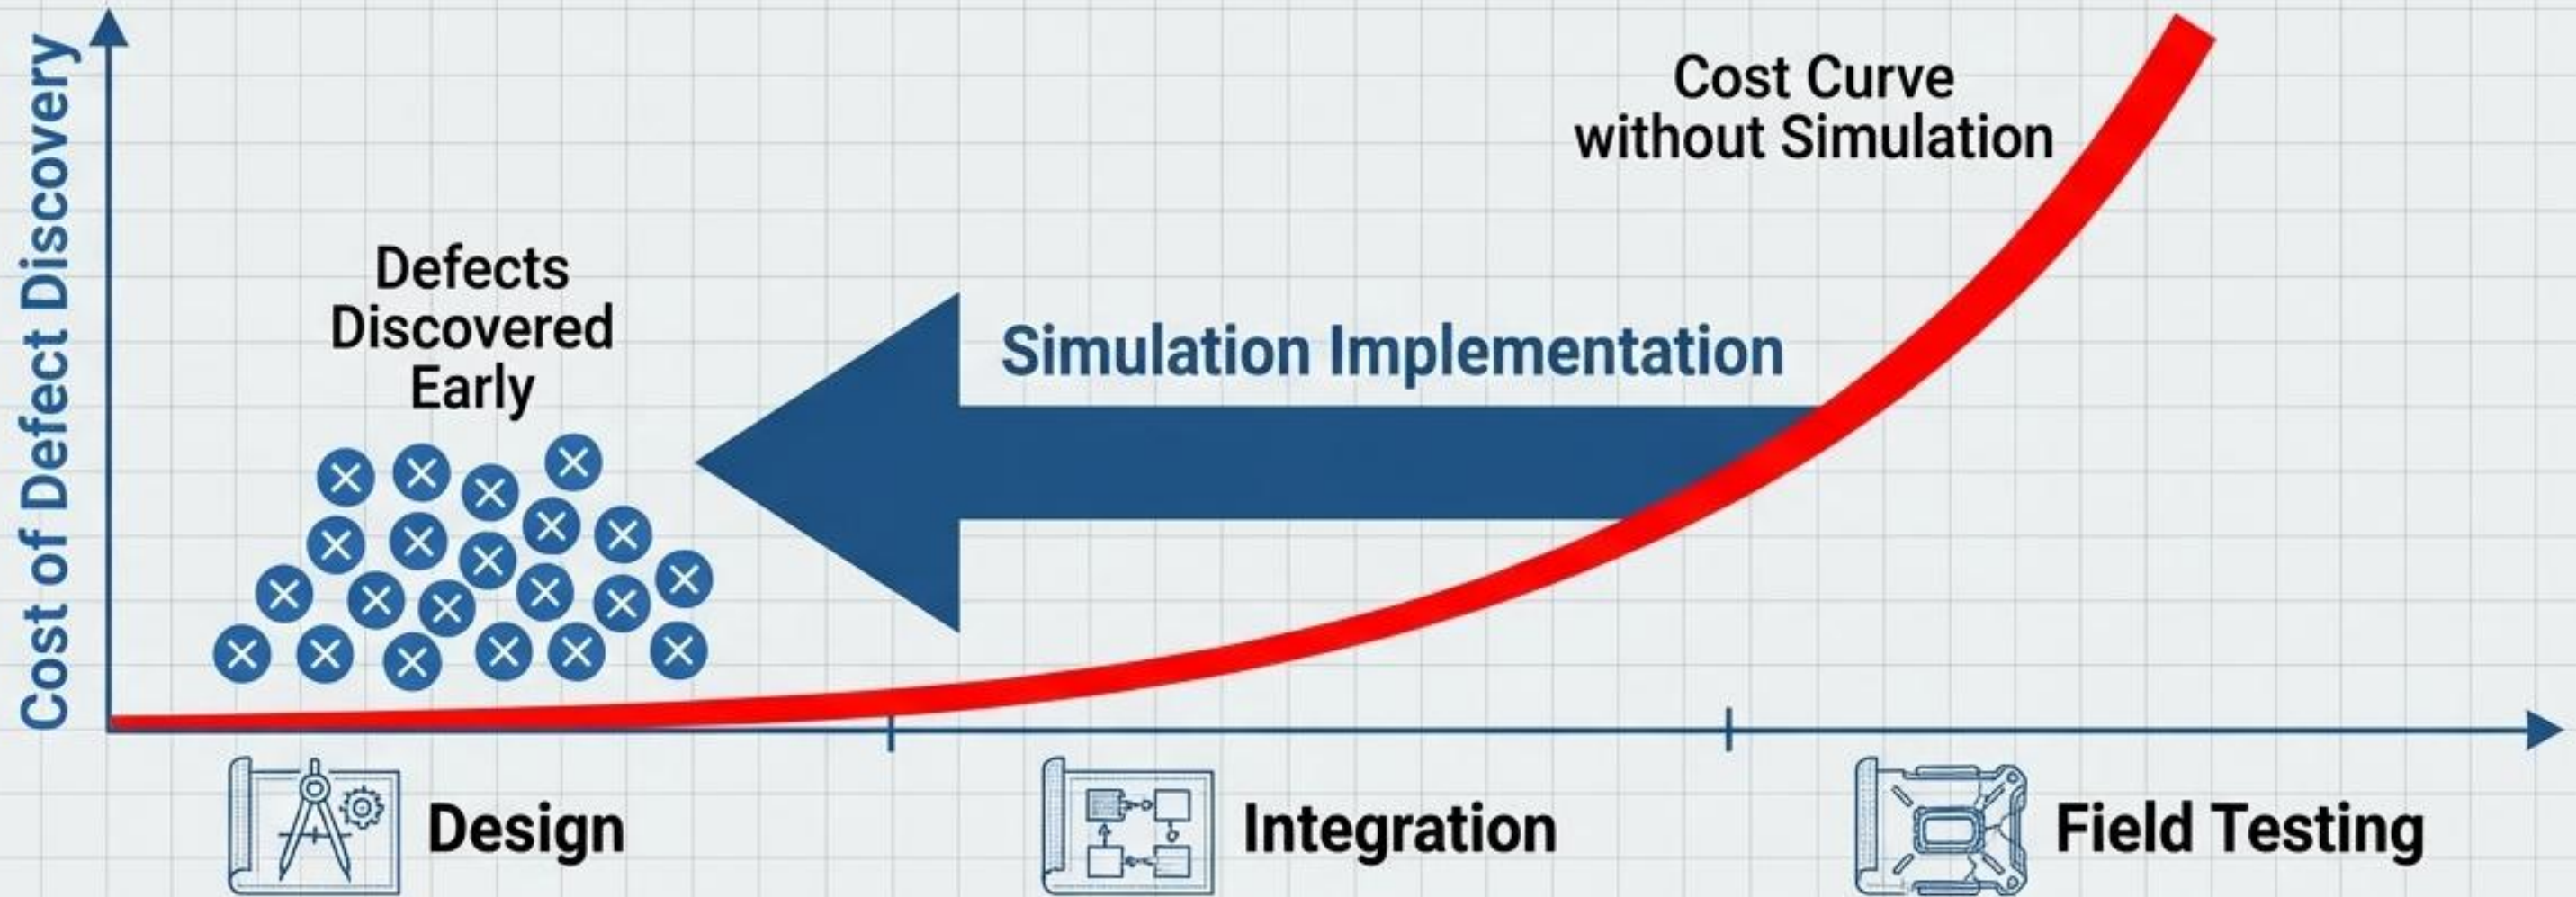 Cost of Defect Discovery
Cost Curve
without Simulation
Defects
Discovered
Early
Simulation Implementation
Design
Integration
Field Testing